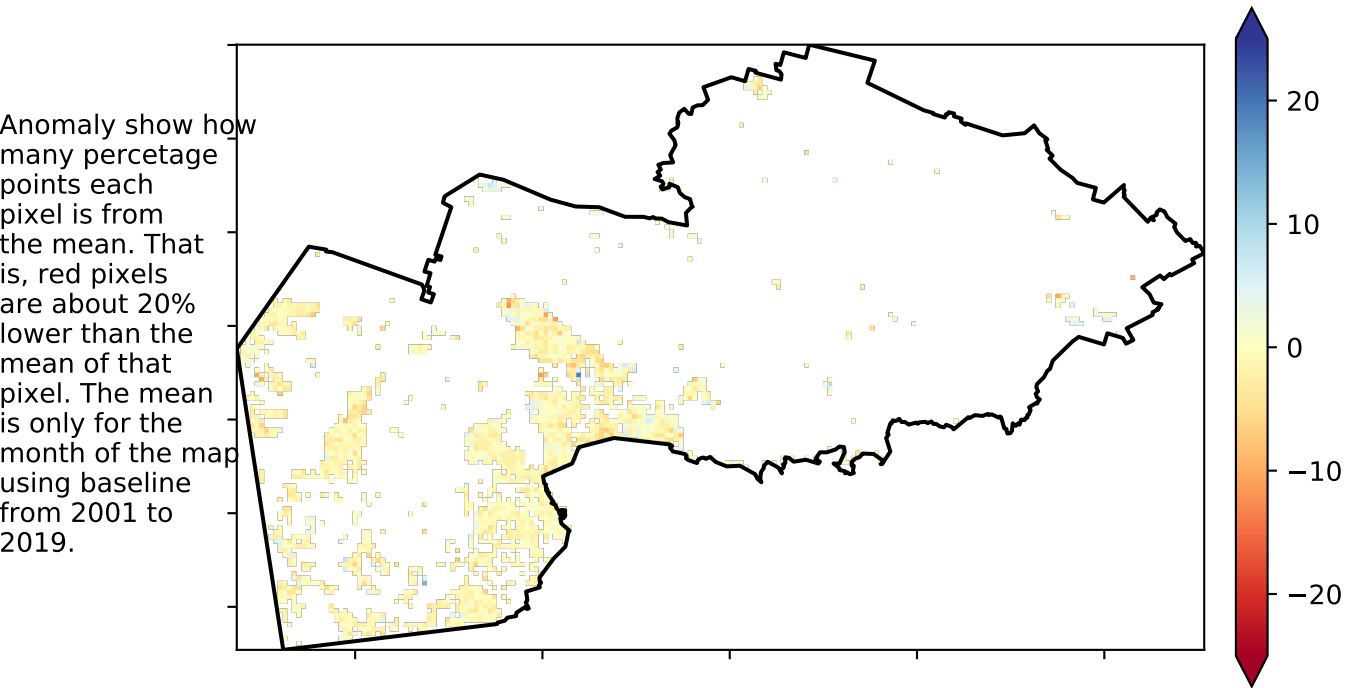 Anomaly show how
many percetage
points each
pixel is from
the mean. That
is, red pixels
are about 20%
lower than the
mean of that
pixel. The mean
is only for the
month of the map
using baseline
from 2001 to
2019.
20
10
0
−10
−20